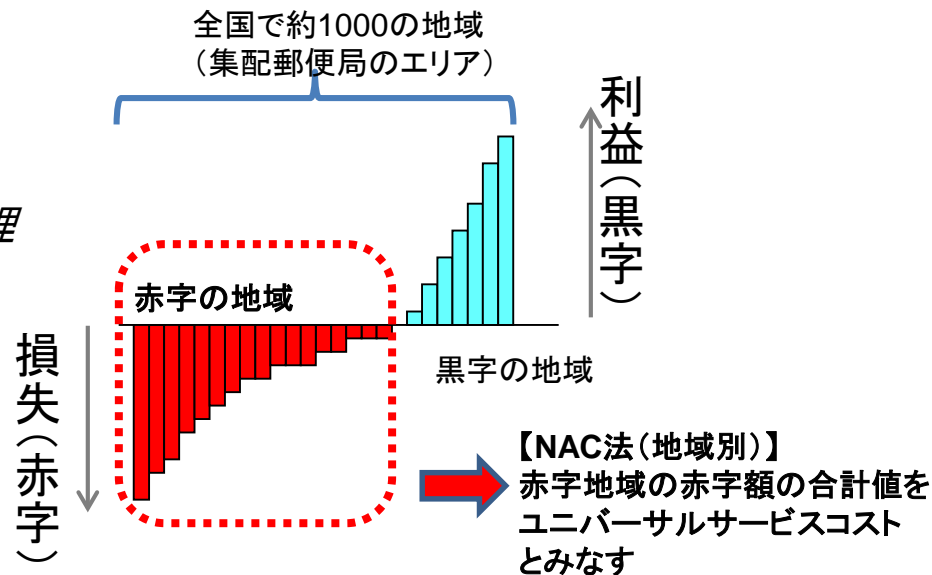 全国で約1000の地域
（集配郵便局のエリア）
利益（黒字）
理
赤字の地域
損失（赤字）
黒字の地域
【NAC法（地域別）】
赤字地域の赤字額の合計値を
ユニバーサルサービスコスト
とみなす